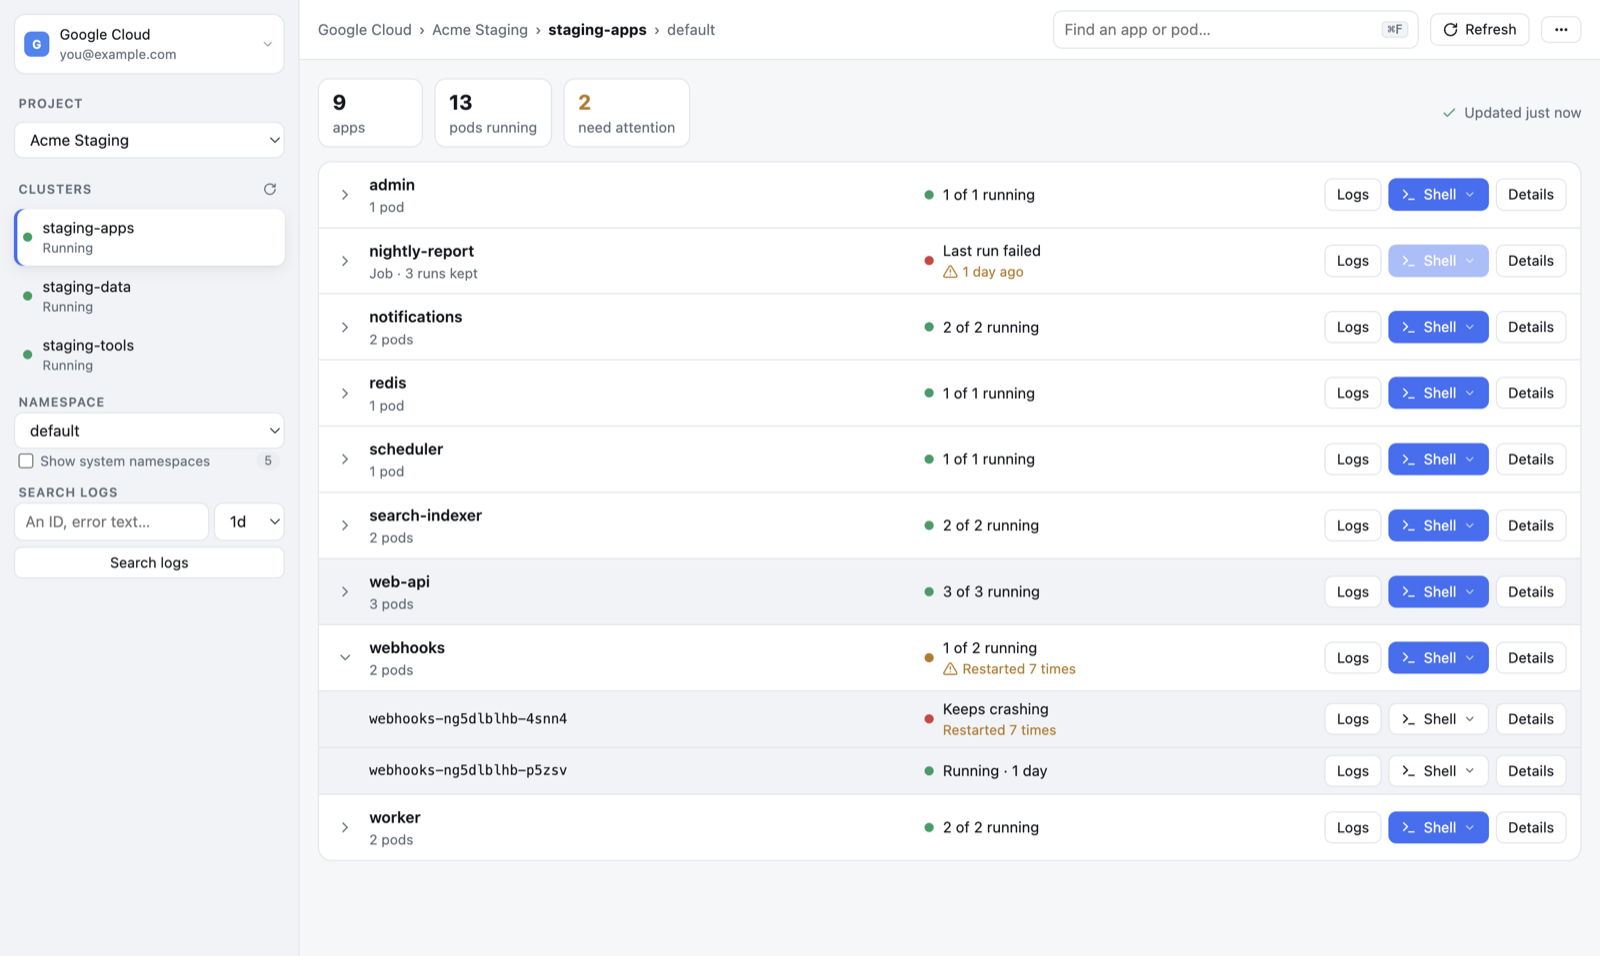 G
Google Cloud
you@example.com
PROJECT
Acme Staging
CLUSTERS
staging-apps
Running
staging-data
Running
staging-tools
Running
NAMESPACE
default
Show system namespaces 5
SEARCH LOGS
An ID, error text... 1d
Search logs
Google Cloud › Acme Staging › staging-apps › default
Find an app or pod... ⌘F
Refresh
9
apps
13
pods running
2
need attention
Updated just now
admin
1 pod
1 of 1 running
Logs Shell Details
nightly-report
Job · 3 runs kept
Last run failed
1 day ago
Logs Shell Details
notifications
2 pods
2 of 2 running
Logs Shell Details
redis
1 pod
1 of 1 running
Logs Shell Details
scheduler
1 pod
1 of 1 running
Logs Shell Details
search-indexer
2 pods
2 of 2 running
Logs Shell Details
web-api
3 pods
3 of 3 running
Logs Shell Details
webhooks
2 pods
1 of 2 running
Restarted 7 times
Logs Shell Details
webhooks-ng5dlblhb-4snn4
Keeps crashing
Restarted 7 times
Logs Shell Details
webhooks-ng5dlblhb-p5zsv
Running · 1 day
Logs Shell Details
worker
2 pods
2 of 2 running
Logs Shell Details